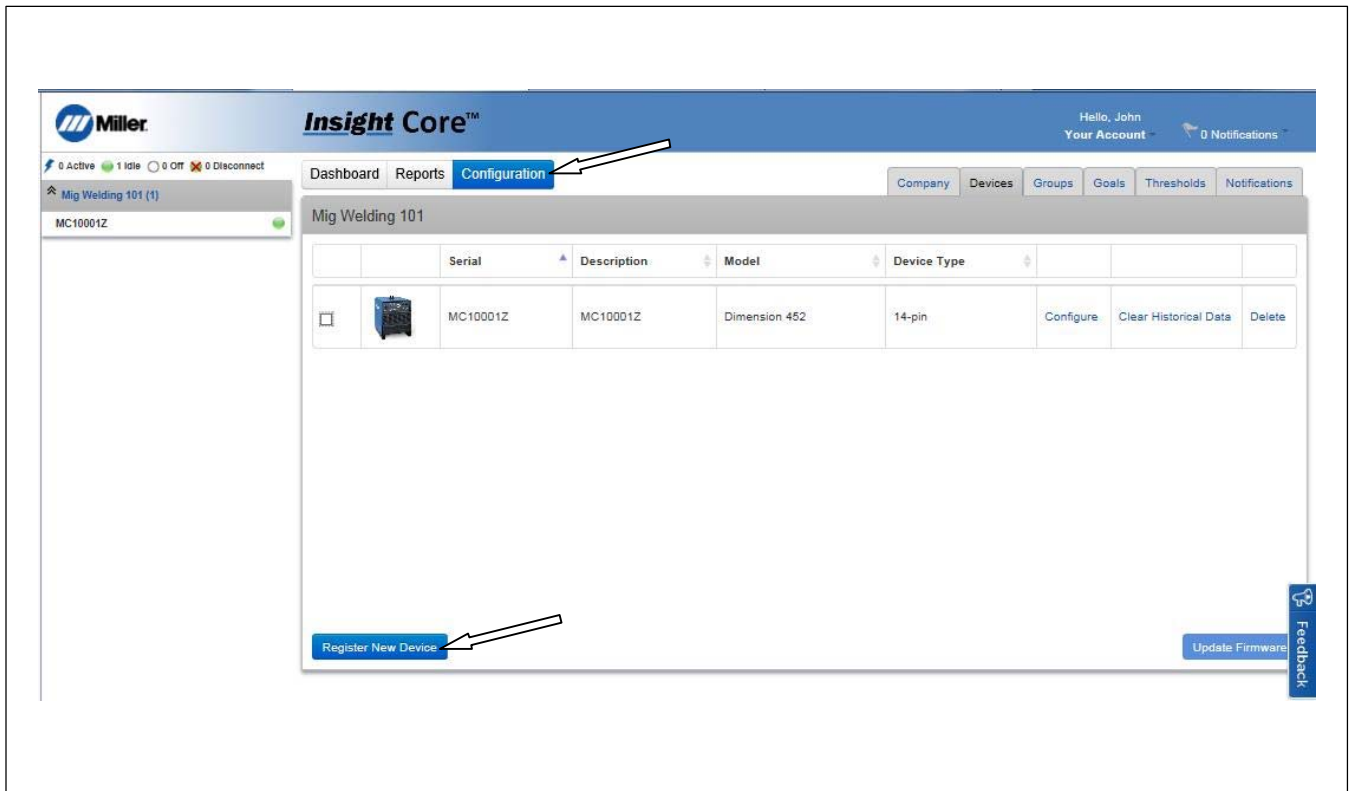 Miller
Insight Core™
Hello, John
Your Account
0 Notifications
0 Active 1 Idle 0 Off 0 Disconnect
Mig Welding 101 (1)
MC10001Z
Dashboard Reports Configuration
Company Devices Groups Goals Thresholds Notifications
Mig Welding 101
Serial Description Model Device Type
MC10001Z MC10001Z Dimension 452 14-pin Configure Clear Historical Data Delete
Register New Device
Update Firmware
Feedback